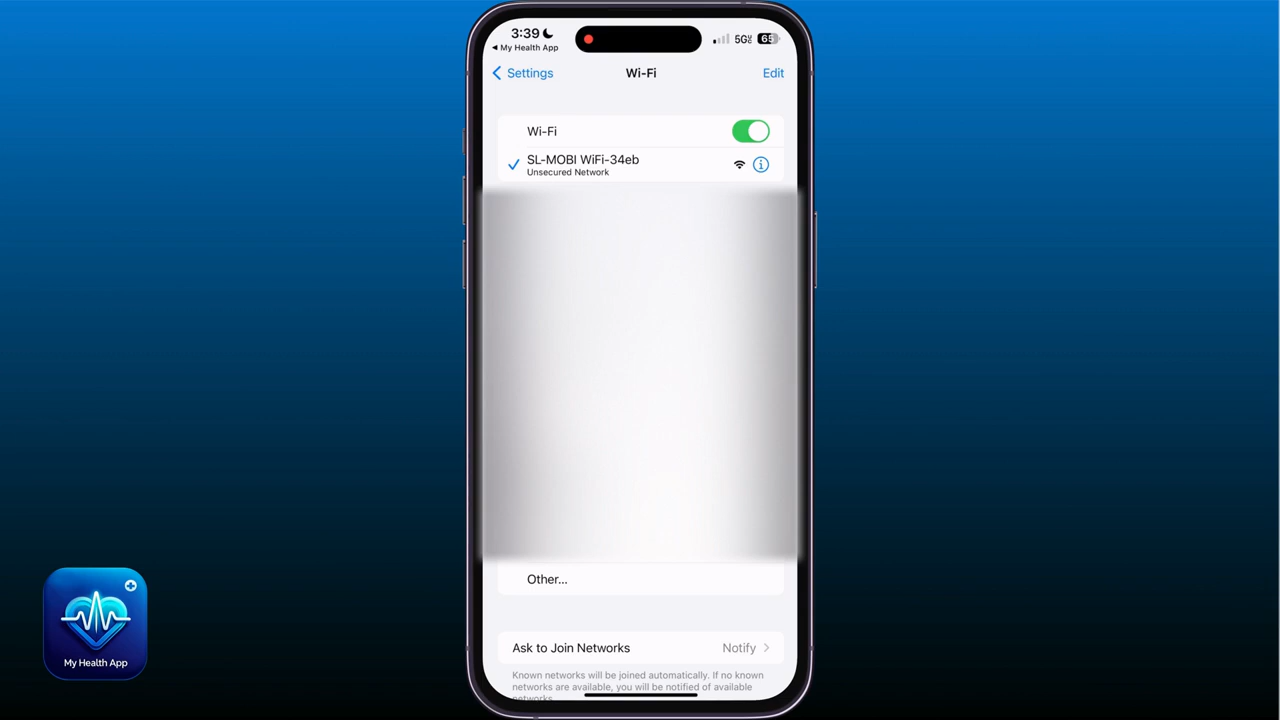 3:39
5G
65
◀ My Health App
Settings
Wi-Fi
Edit
Wi-Fi
SL-MOBI WiFi-34eb
Unsecured Network
Other...
Ask to Join Networks
Notify
Known networks will be joined automatically. If no known
networks are available, you will be notified of available
networks.
My Health App